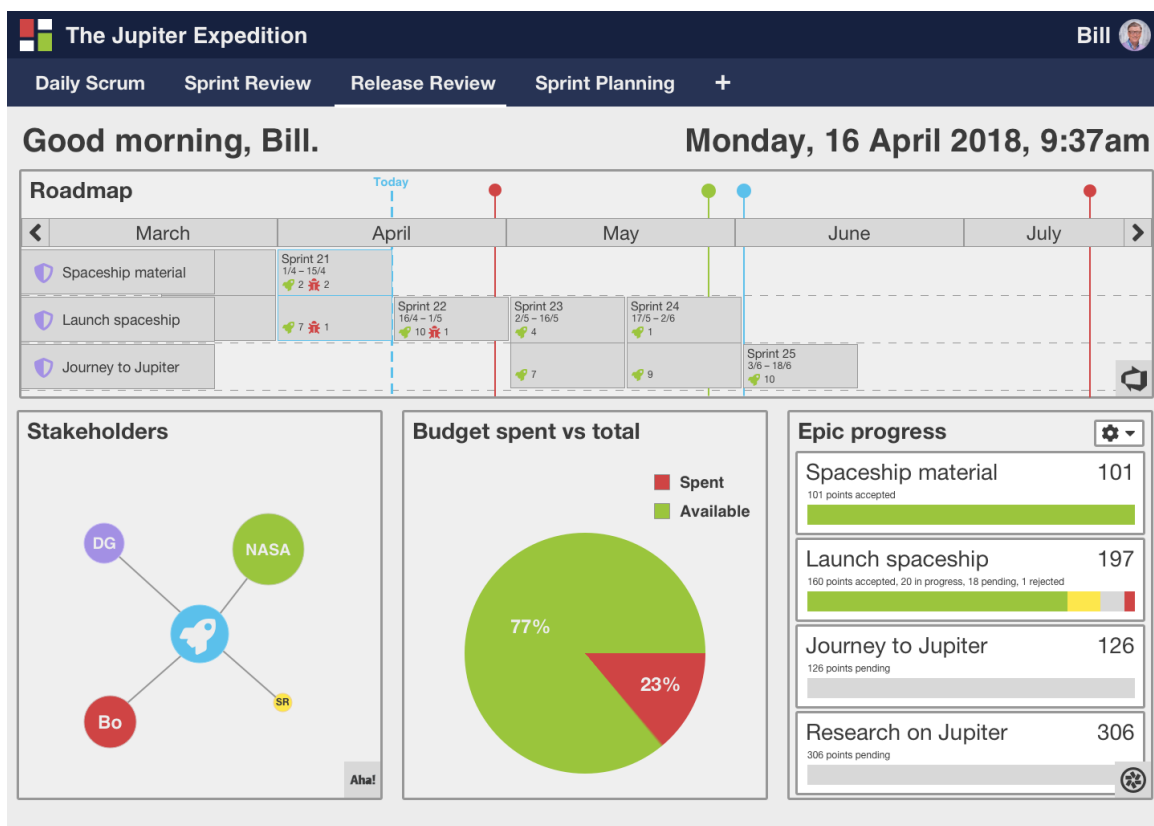 The Jupiter Expedition
Bill
Daily Scrum Sprint Review Release Review Sprint Planning +
Good morning, Bill.
Monday, 16 April 2018, 9:37am
Roadmap
Today
March April May June July
Spaceship material
Sprint 21
1/4 – 15/4
2 2
Launch spaceship
7 1
Sprint 22
16/4 – 1/5
10 1
Sprint 23
2/5 – 16/5
4
Sprint 24
17/5 – 2/6
1
Journey to Jupiter
7
9
Sprint 25
3/6 – 18/6
10
Stakeholders
DG
NASA
Bo
SR
Aha!
Budget spent vs total
Spent
Available
77%
23%
Epic progress
Spaceship material 101
101 points accepted
Launch spaceship 197
160 points accepted, 20 in progress, 18 pending, 1 rejected
Journey to Jupiter 126
126 points pending
Research on Jupiter 306
306 points pending